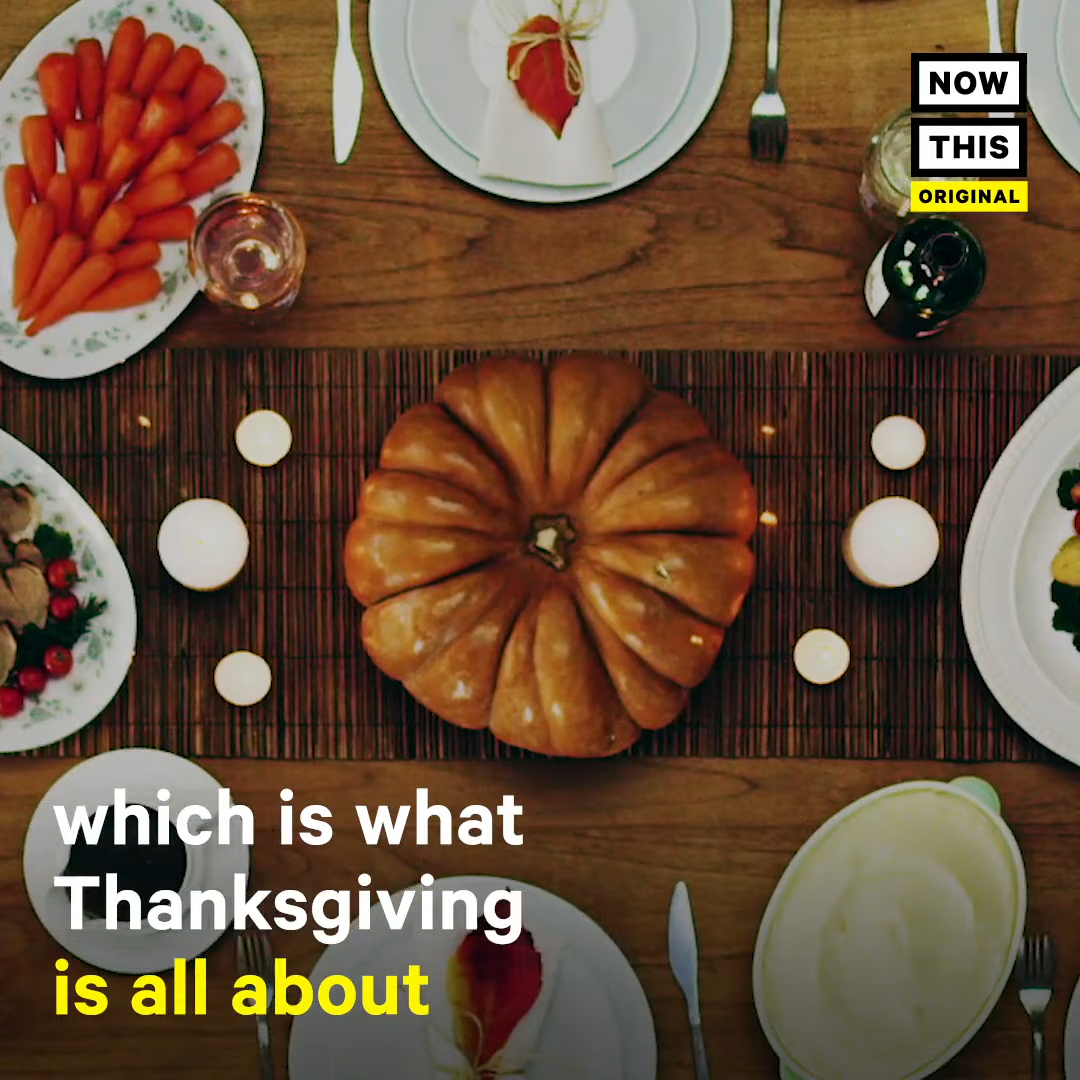 NOW
THIS
ORIGINAL
which is what
Thanksgiving
is all about